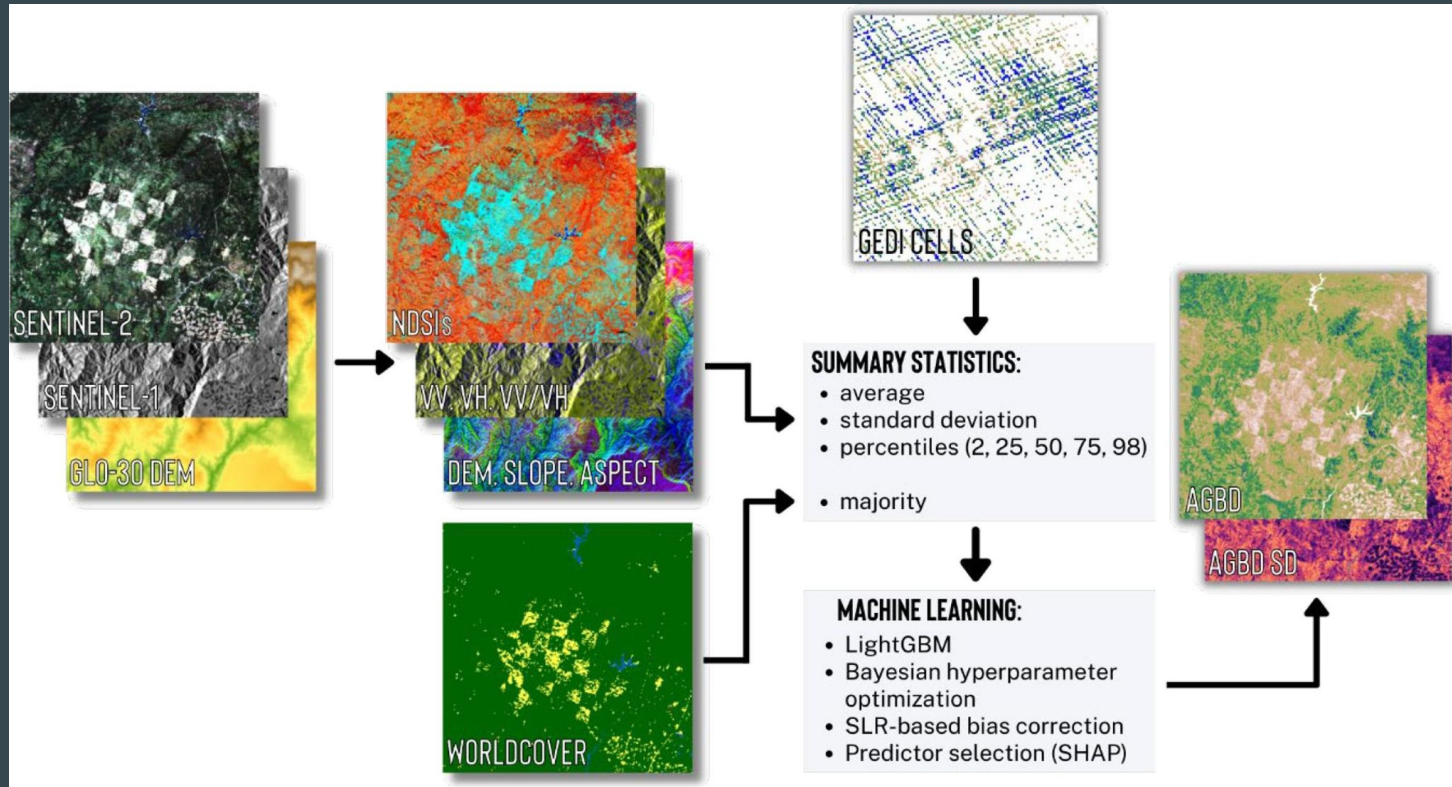 SENTINEL-2
SENTINEL-1
GLO-30 DEM
NDSIs
VV, VH, VV/VH
DEM, SLOPE, ASPECT
WORLDCOVER
GEDI CELLS
SUMMARY STATISTICS:
• average
• standard deviation
• percentiles (2, 25, 50, 75, 98)
• majority
MACHINE LEARNING:
• LightGBM
• Bayesian hyperparameter
optimization
• SLR-based bias correction
• Predictor selection (SHAP)
AGBD
AGBD SD